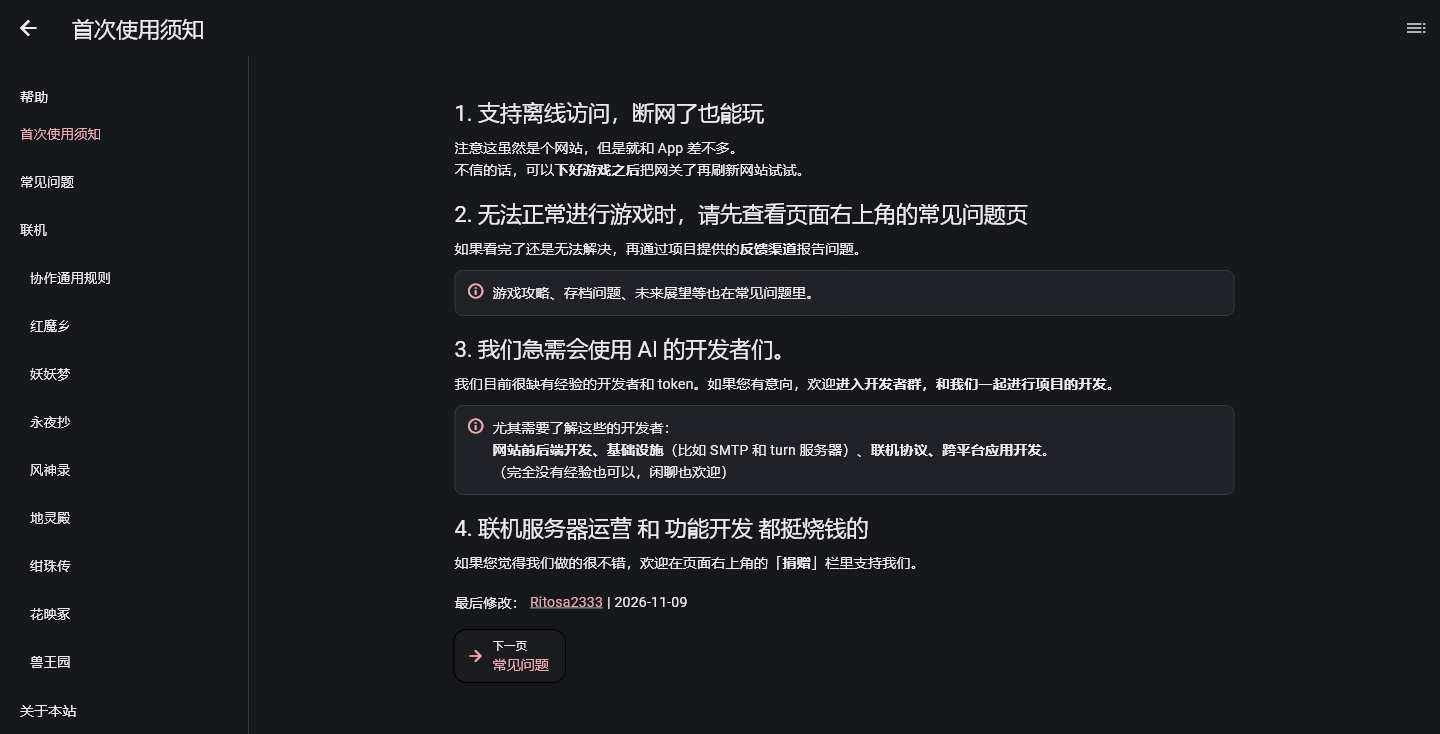 首次使用须知
帮助
首次使用须知
常见问题
联机
协作通用规则
红魔乡
妖妖梦
永夜抄
风神录
地灵殿
绀珠传
花映冢
兽王园
关于本站
1. 支持离线访问，断网了也能玩
注意这虽然是个网站，但是就和 App 差不多。
不信的话，可以下好游戏之后把网关了再刷新网站试试。
2. 无法正常进行游戏时，请先查看页面右上角的常见问题页
如果看完了还是无法解决，再通过项目提供的反馈渠道报告问题。
游戏攻略、存档问题、未来展望等也在常见问题里。
3. 我们急需会使用 AI 的开发者们。
我们目前很缺有经验的开发者和 token。如果您有意向，欢迎进入开发者群，和我们一起进行项目的开发。
尤其需要了解这些的开发者：
网站前后端开发、基础设施（比如 SMTP 和 turn 服务器）、联机协议、跨平台应用开发。
（完全没有经验也可以，闲聊也欢迎）
4. 联机服务器运营 和 功能开发 都挺烧钱的
如果您觉得我们做的很不错，欢迎在页面右上角的「捐赠」栏里支持我们。
最后修改： Ritosa2333 | 2026-11-09
下一页
常见问题